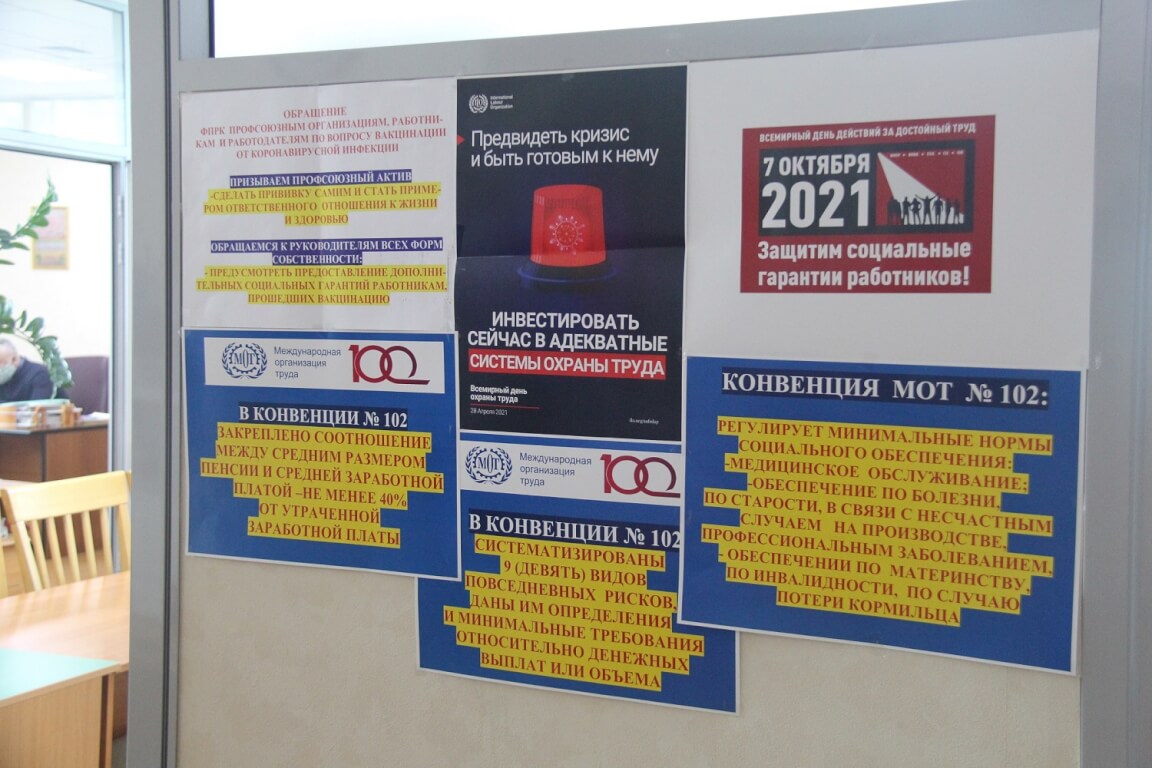 ОБРАЩЕНИЕ
ФПРК ПРОФСОЮЗНЫМ ОРГАНИЗАЦИЯМ, РАБОТНИ-
КАМ И РАБОТОДАТЕЛЯМ ПО ВОПРОСУ ВАКЦИНАЦИИ
ОТ КОРОНАВИРУСНОЙ ИНФЕКЦИИ
ПРИЗЫВАЕМ ПРОФСОЮЗНЫЙ АКТИВ
-СДЕЛАТЬ ПРИВИВКУ САМИМ И СТАТЬ ПРИМЕ-
РОМ ОТВЕТСТВЕННОГО ОТНОШЕНИЯ К ЖИЗНИ
И ЗДОРОВЬЮ
ОБРАЩАЕМСЯ К РУКОВОДИТЕЛЯМ ВСЕХ ФОРМ
СОБСТВЕННОСТИ:
- ПРЕДУСМОТРЕТЬ ПРЕДОСТАВЛЕНИЕ ДОПОЛНИ-
ТЕЛЬНЫХ СОЦИАЛЬНЫХ ГАРАНТИЙ РАБОТНИКАМ,
ПРОШЕДШИХ ВАКЦИНАЦИЮ
International
Labour
Organization
Предвидеть кризис
и быть готовым к нему
ИНВЕСТИРОВАТЬ
СЕЙЧАС В АДЕКВАТНЫЕ
СИСТЕМЫ ОХРАНЫ ТРУДА
Всемирный день
охраны труда
28 Апреля 2021
ВСЕМИРНЫЙ ДЕНЬ ДЕЙСТВИЙ ЗА ДОСТОЙНЫЙ ТРУД
7 ОКТЯБРЯ
2021
Защитим социальные
гарантии работников!
МОТ
Международная
организация
труда
100
В КОНВЕНЦИИ № 102
ЗАКРЕПЛЕНО СООТНОШЕНИЕ
МЕЖДУ СРЕДНИМ РАЗМЕРОМ
ПЕНСИИ И СРЕДНЕЙ ЗАРАБОТНОЙ
ПЛАТОЙ –НЕ МЕНЕЕ 40%
ОТ УТРАЧЕННОЙ
ЗАРАБОТНОЙ ПЛАТЫ
МОТ
Международная
организация
труда
100
В КОНВЕНЦИИ № 102
СИСТЕМАТИЗИРОВАНЫ
9 (ДЕВЯТЬ) ВИДОВ
ПОВСЕДНЕВНЫХ РИСКОВ,
ДАНЫ ИМ ОПРЕДЕЛЕНИЯ
И МИНИМАЛЬНЫЕ ТРЕБОВАНИЯ
ОТНОСИТЕЛЬНО ДЕНЕЖНЫХ
ВЫПЛАТ ИЛИ ОБЪЕМА
КОНВЕНЦИЯ МОТ № 102:
РЕГУЛИРУЕТ МИНИМАЛЬНЫЕ НОРМЫ
СОЦИАЛЬНОГО ОБЕСПЕЧЕНИЯ:
-МЕДИЦИНСКОЕ ОБСЛУЖИВАНИЕ;
-ОБЕСПЕЧЕНИЕ ПО БОЛЕЗНИ,
ПО СТАРОСТИ, В СВЯЗИ С НЕСЧАСТНЫМ
СЛУЧАЕМ НА ПРОИЗВОДСТВЕ,
ПРОФЕССИОНАЛЬНЫМ ЗАБОЛЕВАНИЕМ,
- ОБЕСПЕЧЕНИИ ПО МАТЕРИНСТВУ,
ПО ИНВАЛИДНОСТИ, ПО СЛУЧАЮ
ПОТЕРИ КОРМИЛЬЦА